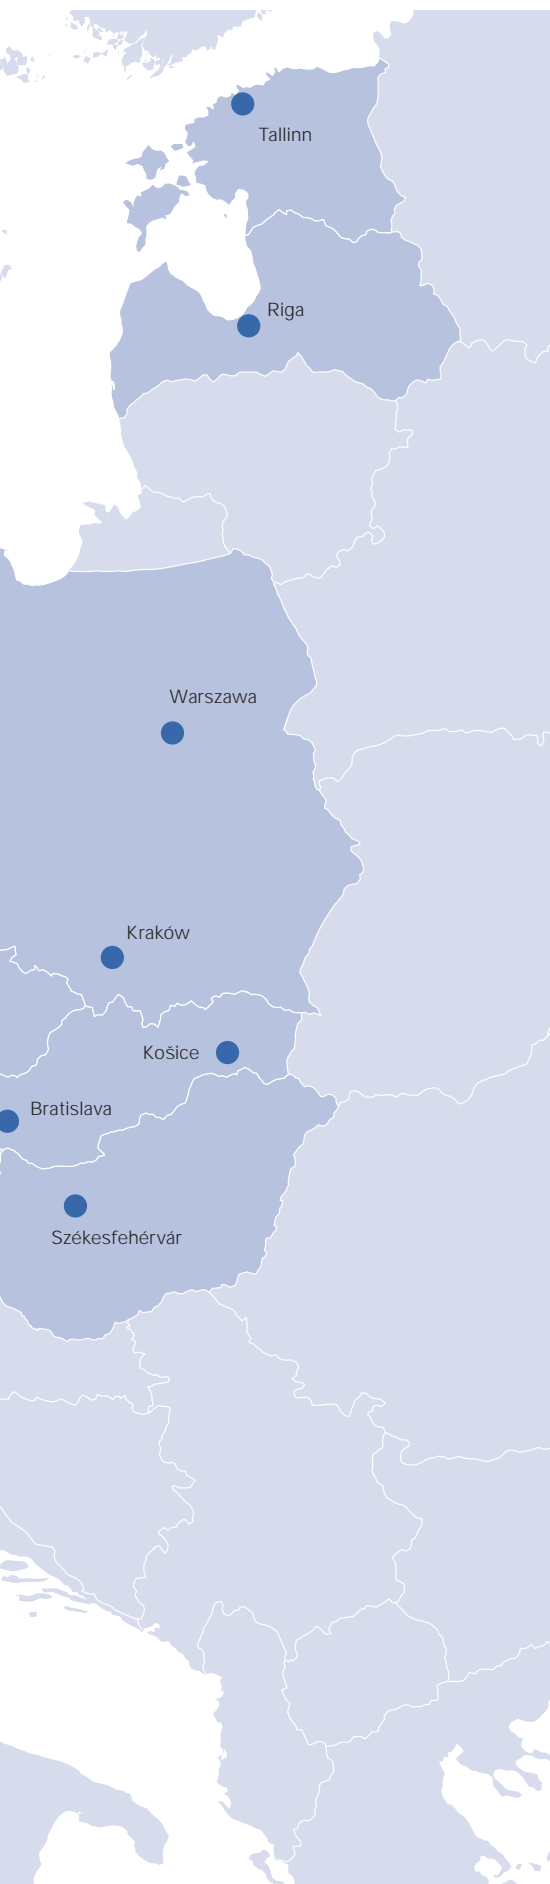 Tallinn
Riga
Warszawa
Kraków
Košice
Bratislava
Székesfehérvár